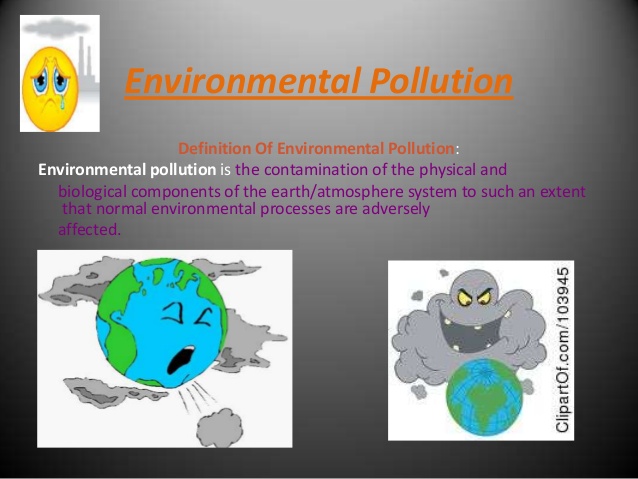 Environmental Pollution
Definition Of Environmental Pollution:
Environmental pollution is the contamination of the physical and
biological components of the earth/atmosphere system to such an extent
that normal environmental processes are adversely
affected.
ClipartOf.com/103945